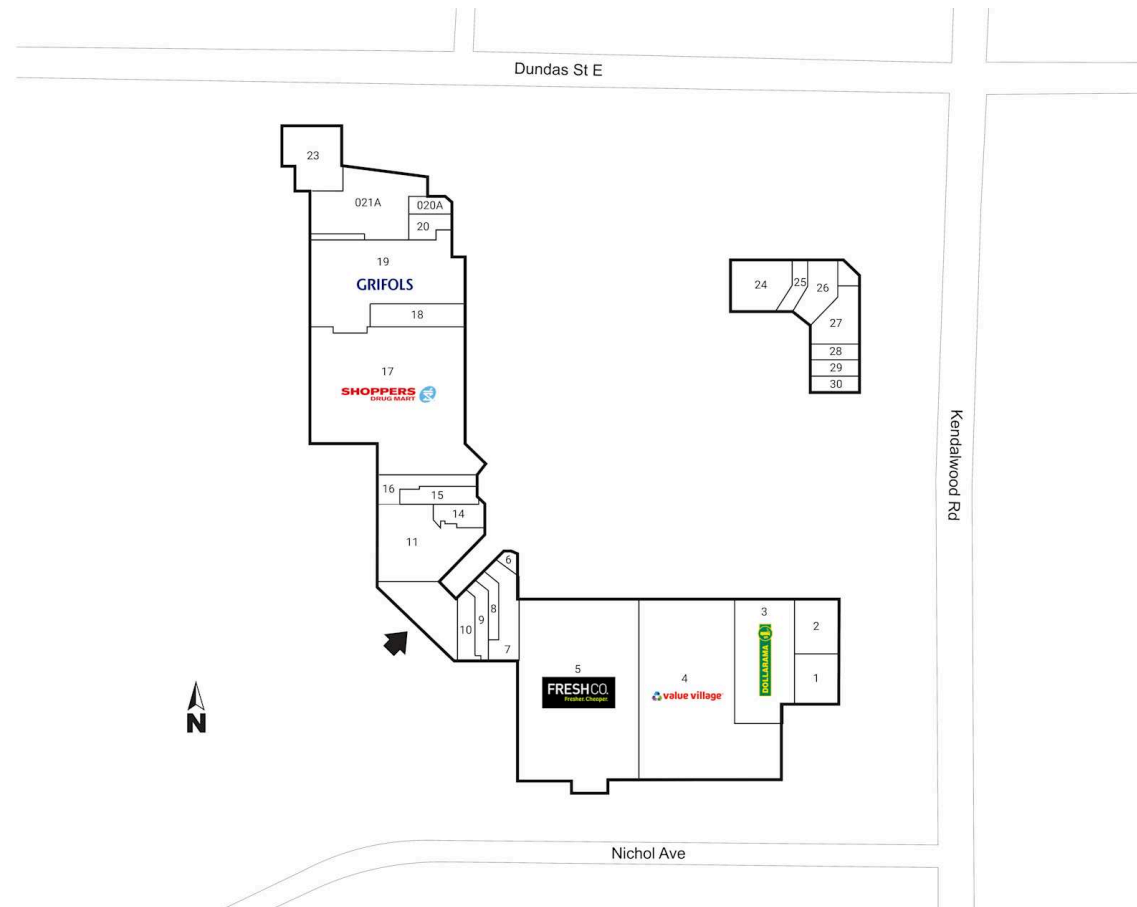 Dundas St E
23
021A
020A
20
19
GRIFOLS
18
17
SHOPPERS
DRUG MART
16
15
14
11
24
25
26
27
28
29
30
Kendalwood Rd
6
10
9
8
7
5
FRESHCO.
Fresher. Cheaper.
4
value village
3
DOLLARAMA
2
1
N
Nichol Ave